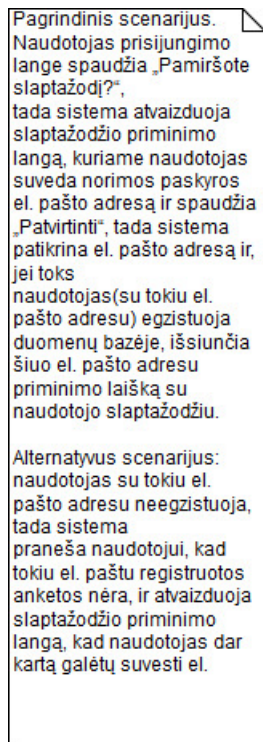 Pagrindinis scenarijus.
Naudotojas prisijungimo
lange spaudžia „Pamiršote
slaptažodį?“,
tada sistema atvaizduoja
slaptažodžio priminimo
langą, kuriame naudotojas
suveda norimos paskyros
el. pašto adresą ir spaudžia
„Patvirtinti“, tada sistema
patikrina el. pašto adresą ir,
jei toks
naudotojas(su tokiu el.
pašto adresu) egzistuoja
duomenų bazėje, išsiunčia
šiuo el. pašto adresu
priminimo laišką su
naudotojo slaptažodžiu.

Alternatyvus scenarijus:
naudotojas su tokiu el.
pašto adresu neegzistuoja,
tada sistema
praneša naudotojui, kad
tokiu el. paštu registruotos
anketos nėra, ir atvaizduoja
slaptažodžio priminimo
langą, kad naudotojas dar
kartą galėtų suvesti el.